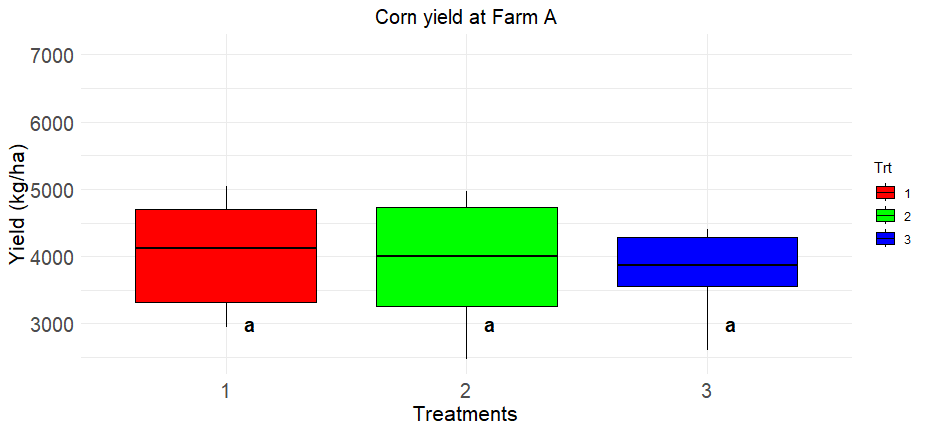 Corn yield at Farm A
Yield (kg/ha)
7000
6000
5000
4000
3000
a
a
a
1
2
3
Treatments
Trt
1
2
3